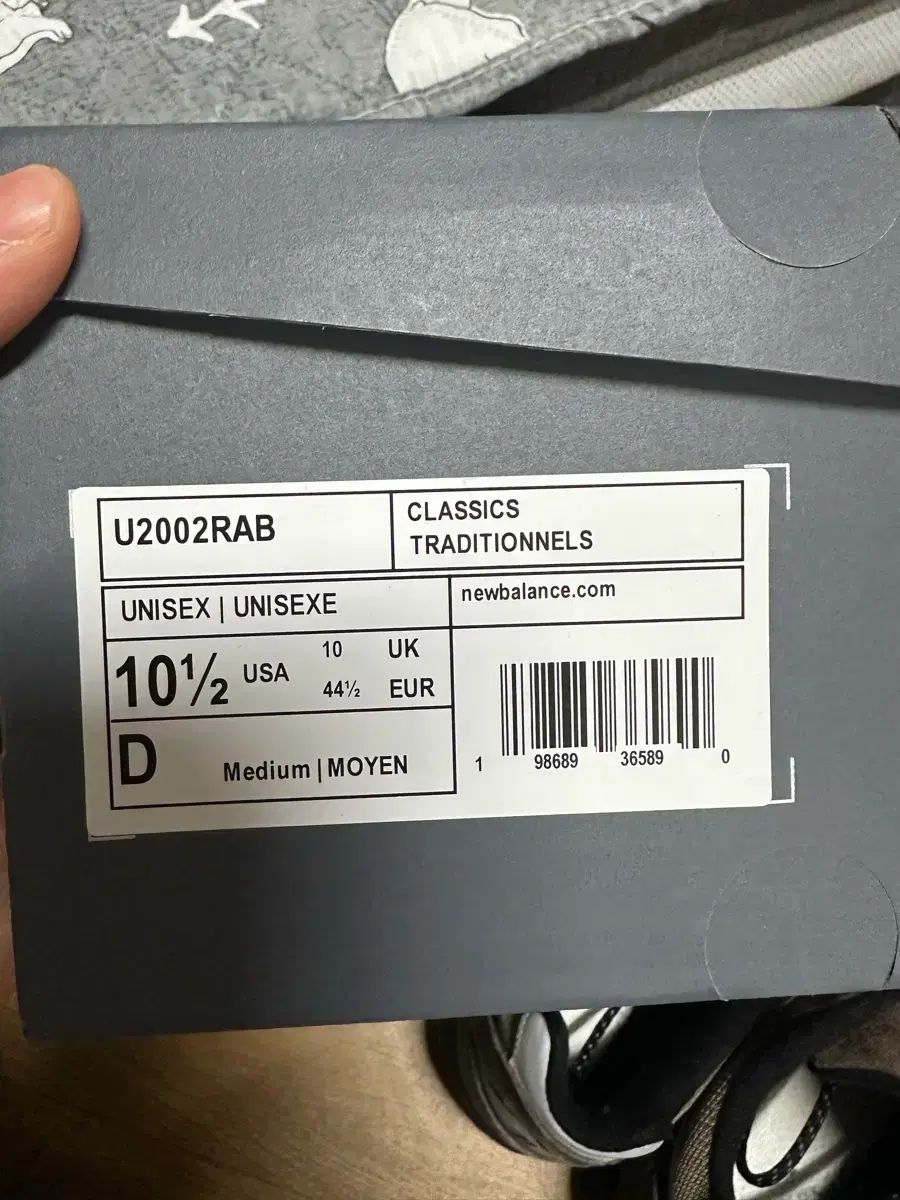 U2002RAB
CLASSICS
TRADITIONNELS
UNISEX | UNISEXE
newbalance.com
10½ USA
10 UK
44½ EUR
D Medium | MOYEN
1 98689 36589 0